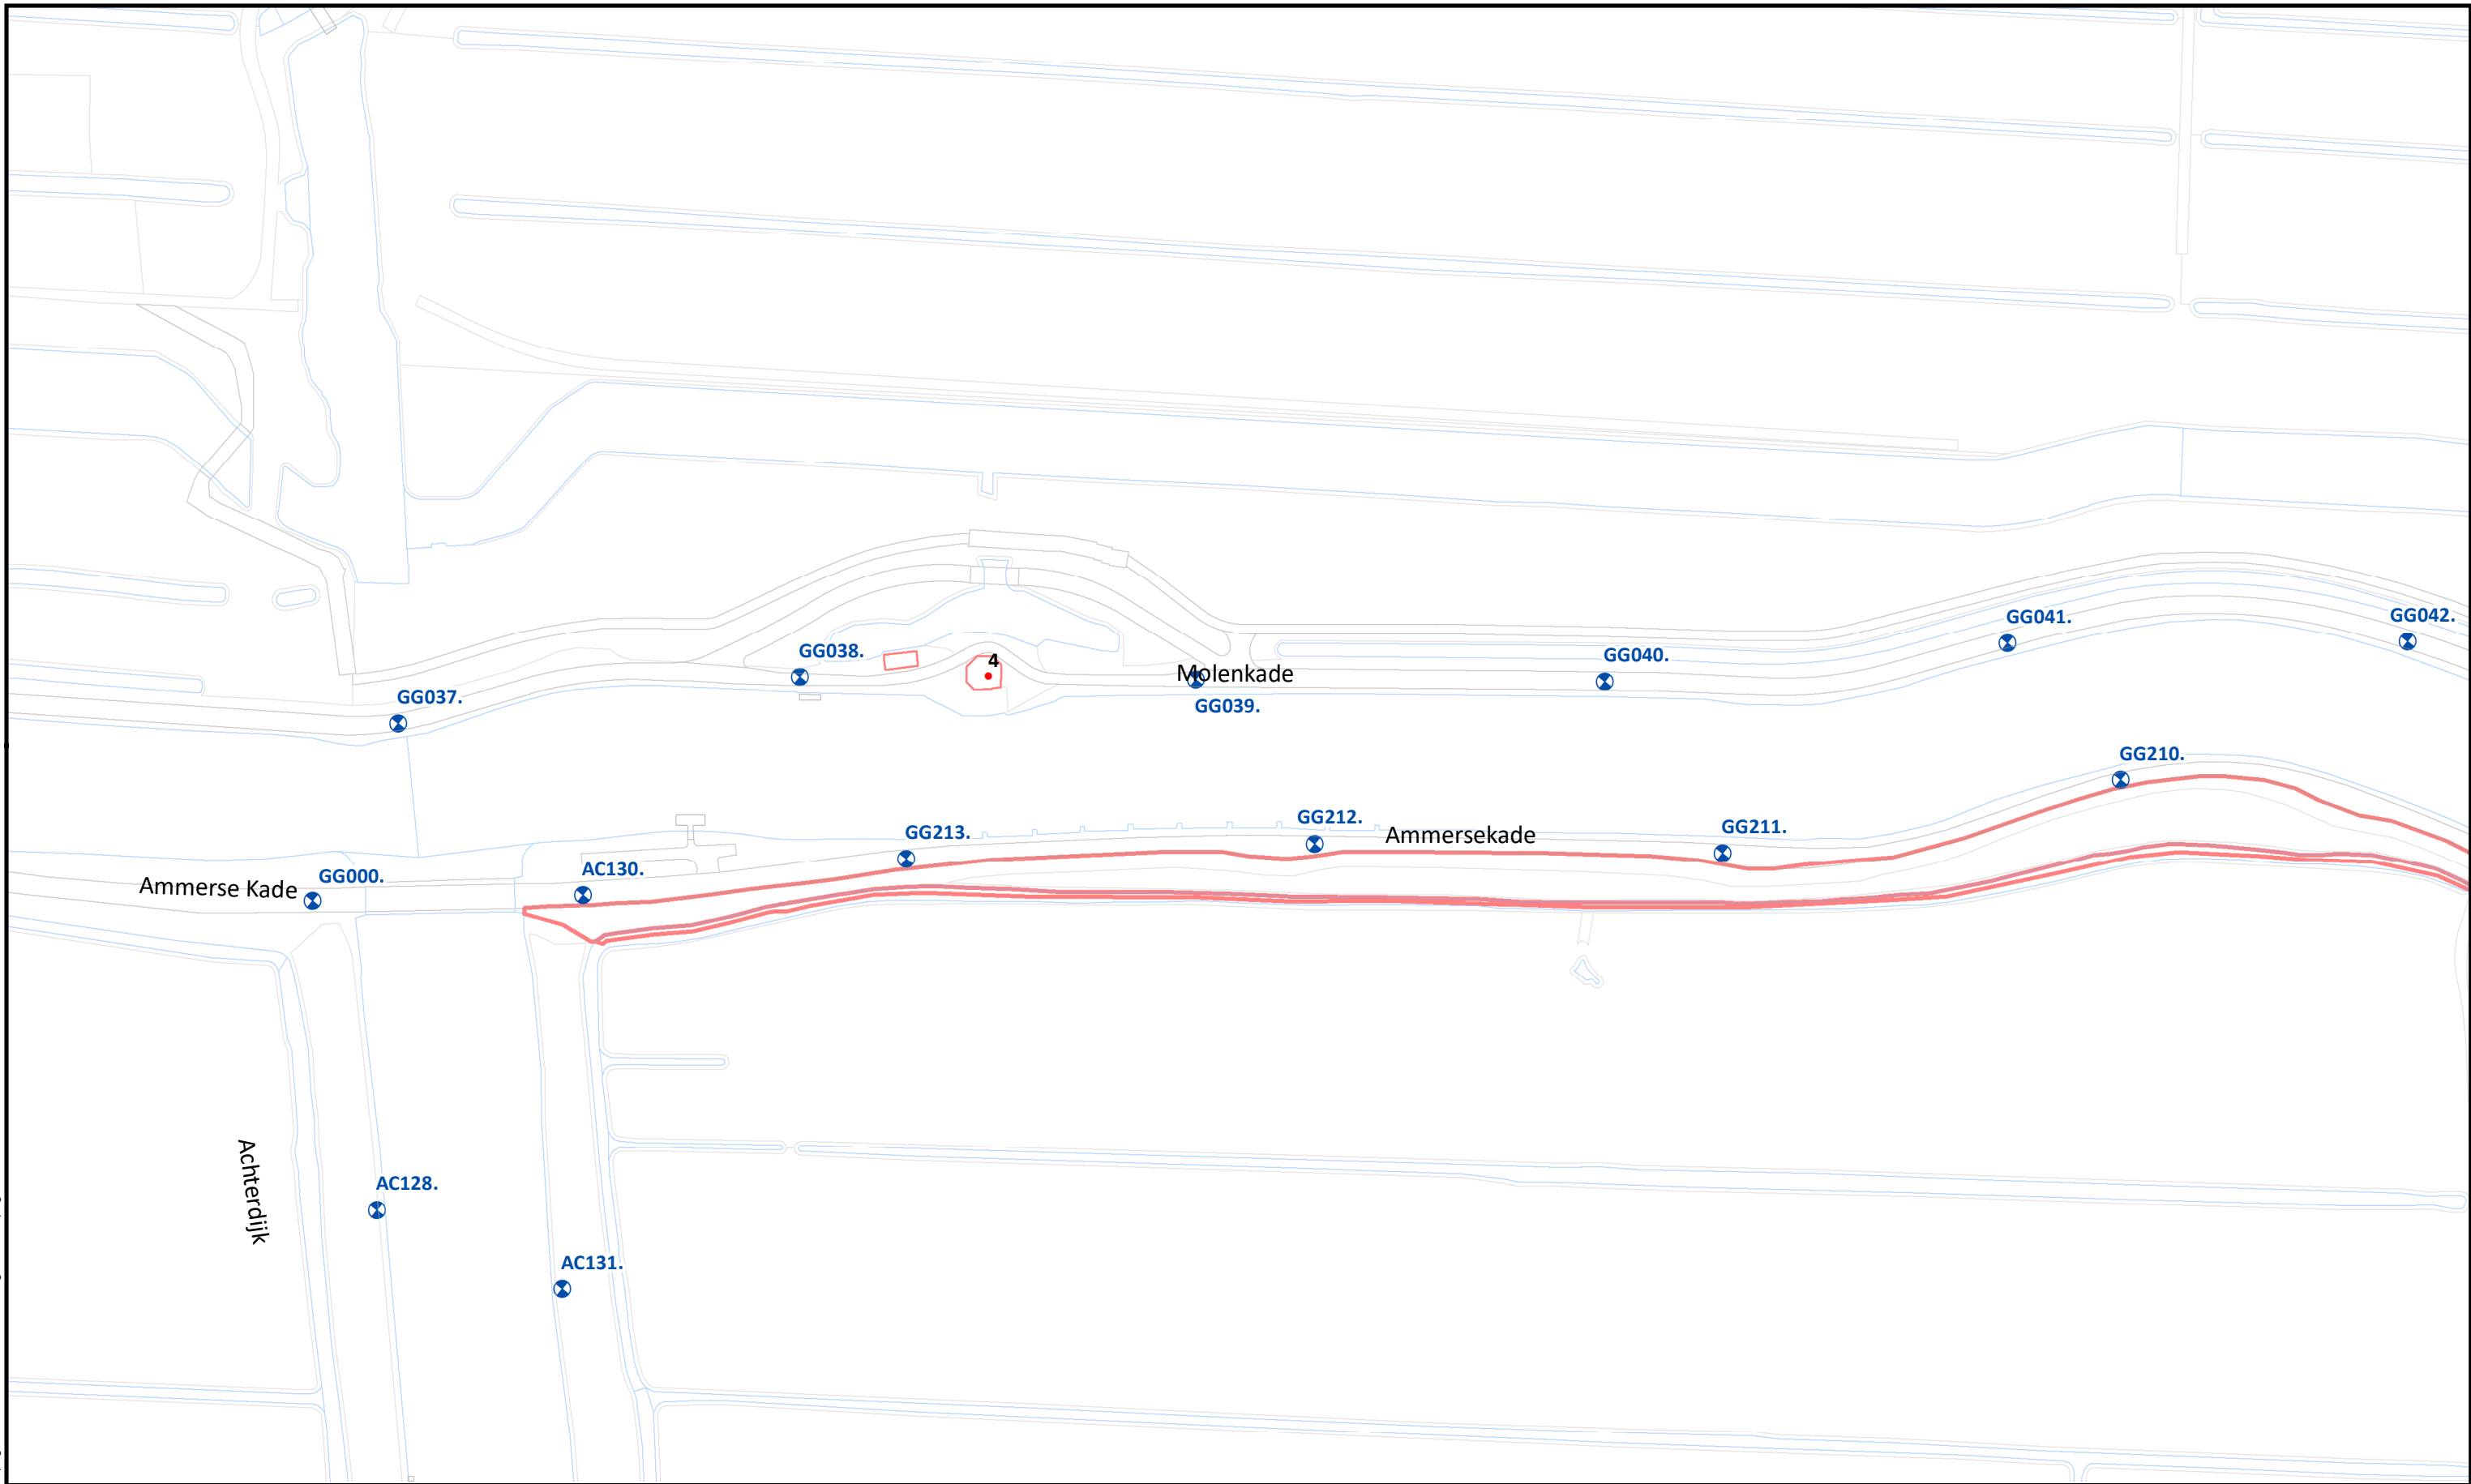 GG041.
GG042.
GG038.
4
GG040.
Molenkade
GG037.
GG039.
GG210.
GG213.
GG212.
GG211.
Ammersekade
AC130.
GG000.
Ammerse Kade
Achterdijk
AC128.
AC131.